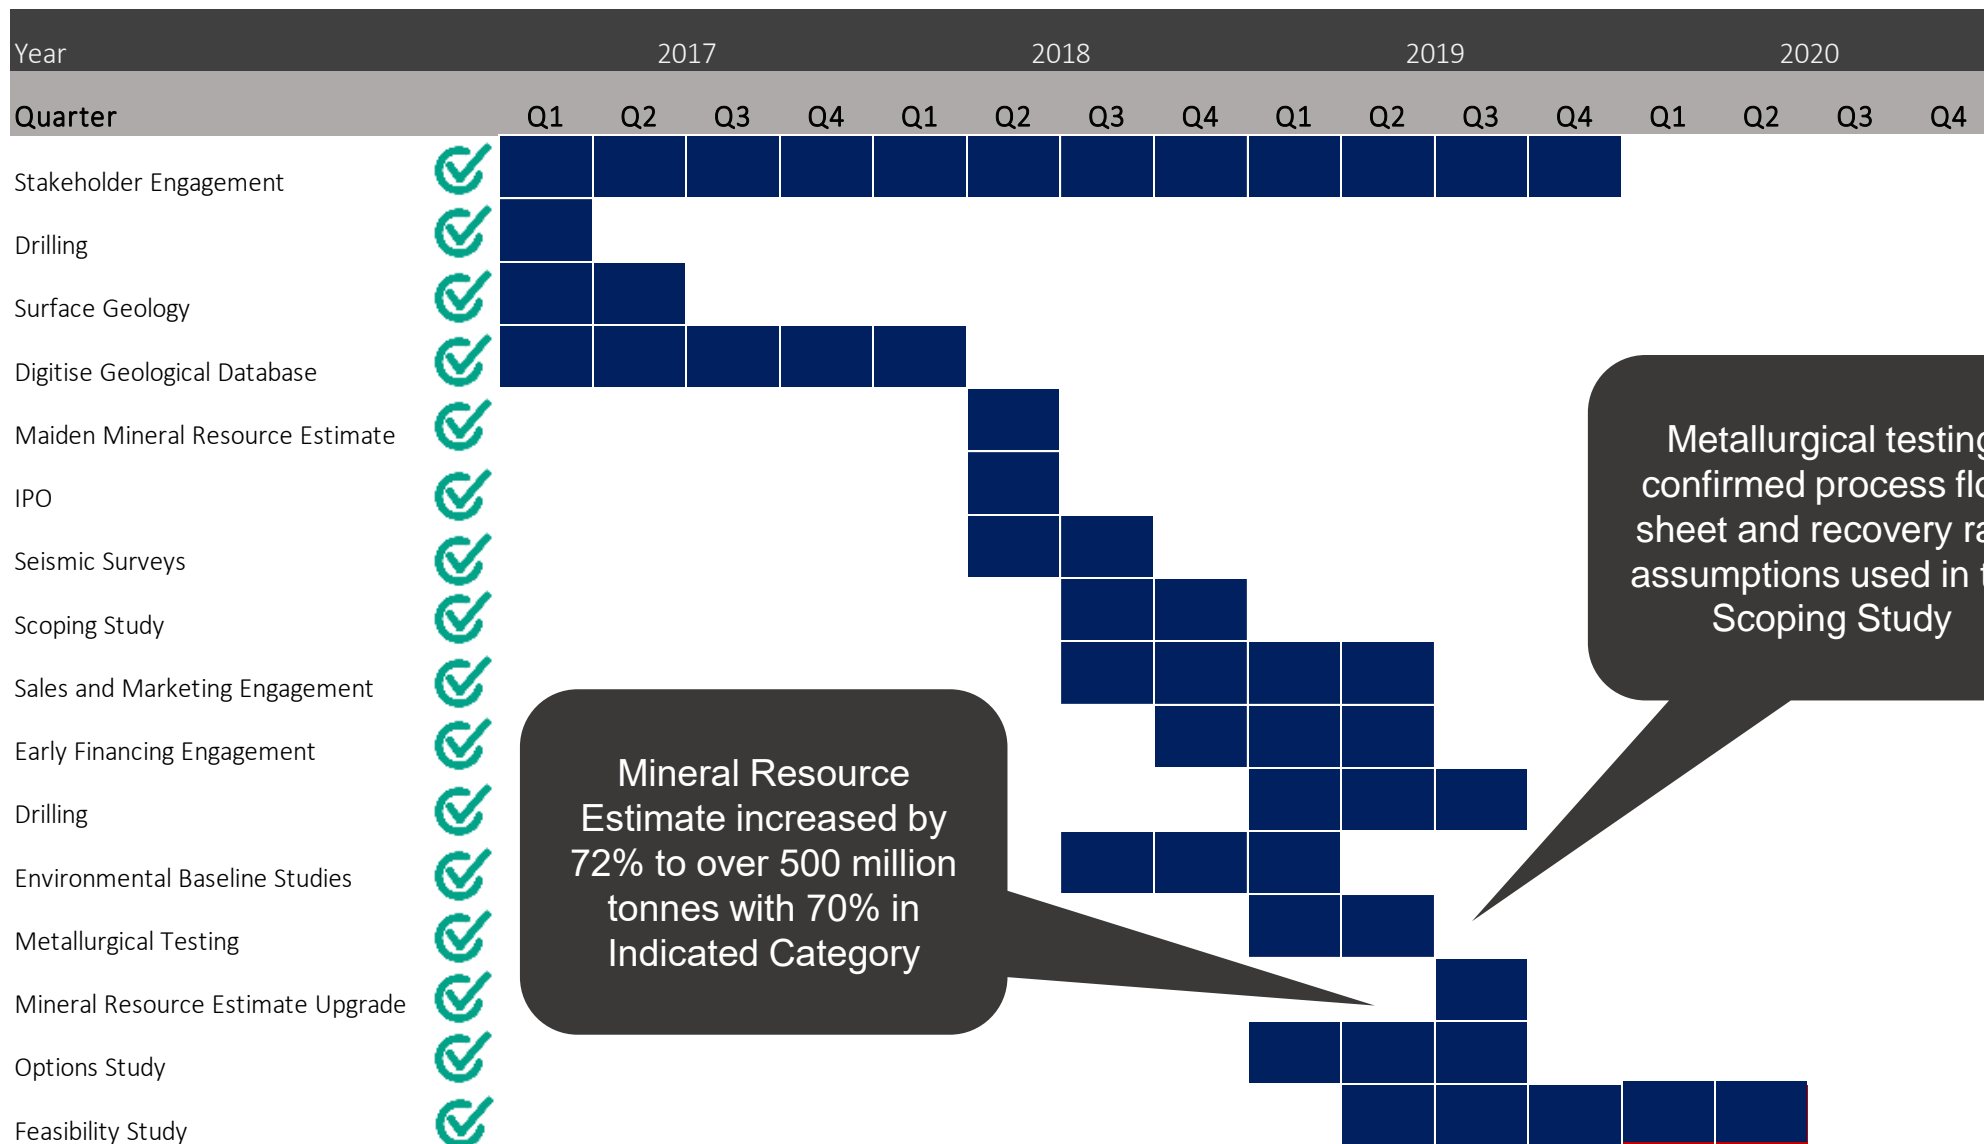 Year 2017 2018 2019 2020
Quarter Q1 Q2 Q3 Q4 Q1 Q2 Q3 Q4 Q1 Q2 Q3 Q4 Q1 Q2 Q3 Q4
Stakeholder Engagement
Drilling
Surface Geology
Digitise Geological Database
Maiden Mineral Resource Estimate
IPO
Seismic Surveys
Scoping Study
Sales and Marketing Engagement
Early Financing Engagement
Drilling
Environmental Baseline Studies
Metallurgical Testing
Mineral Resource Estimate Upgrade
Options Study
Feasibility Study
Metallurgical testing
confirmed process
sheet and recovery
assumptions used in
Scoping Study
Mineral Resource
Estimate increased by
72% to over 500 million
tonnes with 70% in
Indicated Category